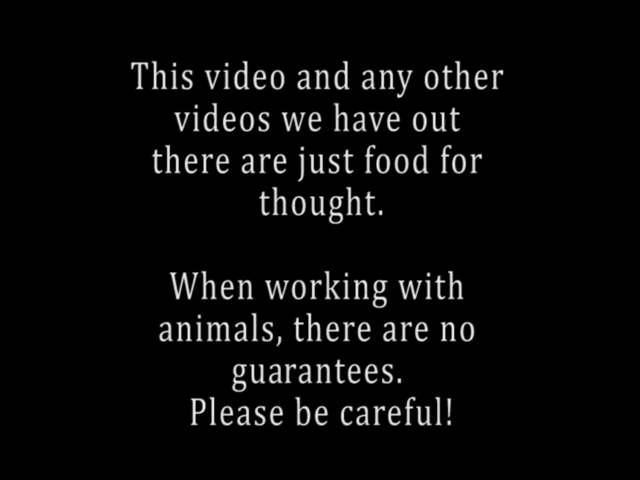 This video and any other
videos we have out
there are just food for
thought.
When working with
animals, there are no
guarantees.
Please be careful!